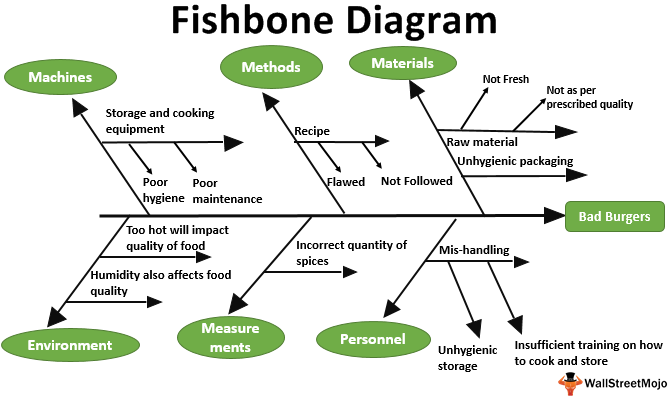 Fishbone Diagram
Machines
Methods
Materials
Storage and cooking
equipment
Poor
hygiene
Poor
maintenance
Recipe
Flawed
Not Followed
Not Fresh
Not as per
prescribed quality
Raw material
Unhygienic packaging
Bad Burgers
Too hot will impact
quality of food
Humidity also affects food
quality
Environment
Incorrect quantity of
spices
Measure
ments
Mis-handling
Personnel
Unhygienic
storage
Insufficient training on how
to cook and store
WallStreetMojo